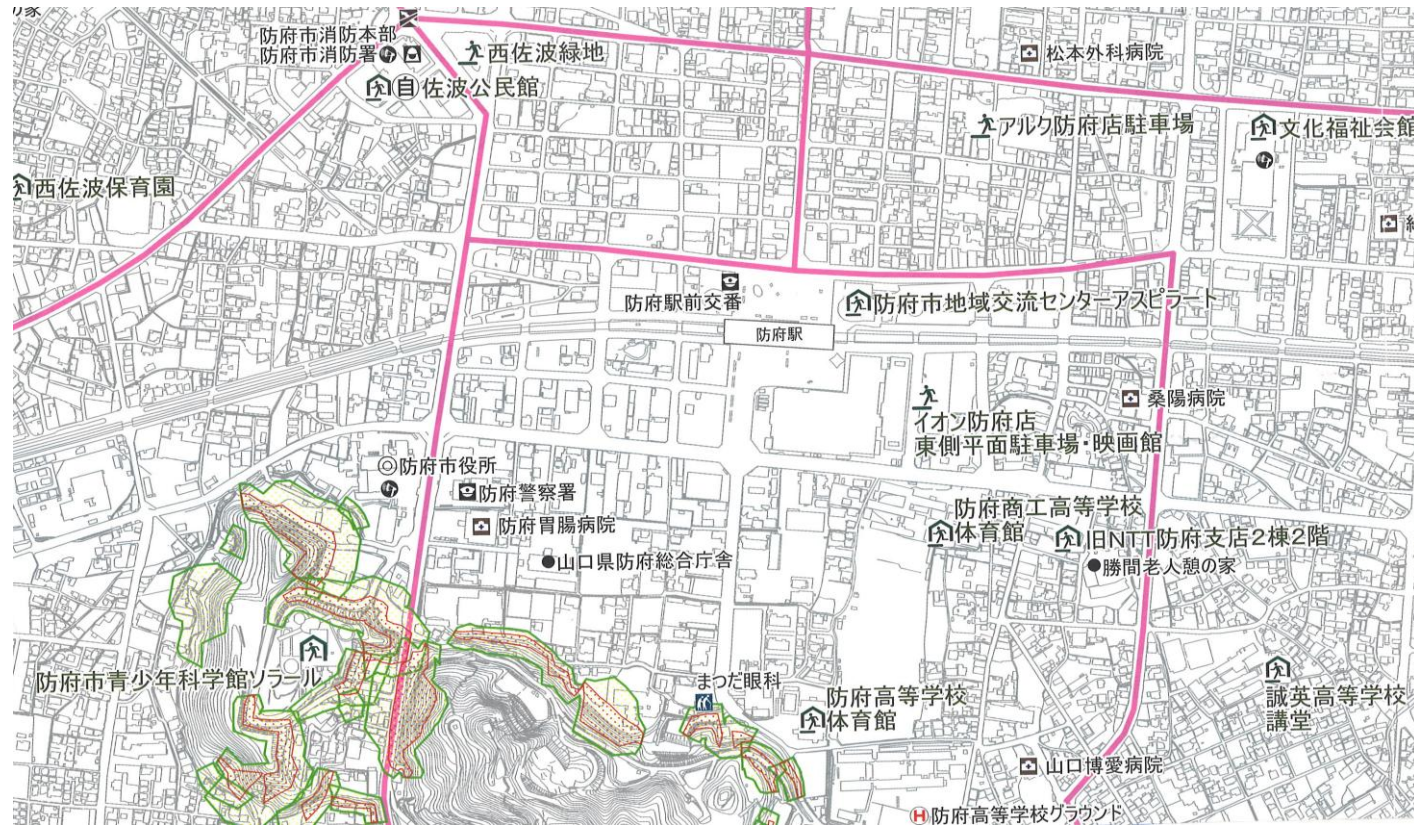 の家
防府市消防本部
防府市消防署
西佐波緑地
自佐波公民館
松本外科病院
アルク防府店駐車場
文化福祉会館
西佐波保育園
防府駅前交番
防府市地域交流センターアスピラート
防府駅
桑陽病院
イオン防府店
東側平面駐車場・映画館
防府市役所
防府警察署
防府胃腸病院
山口県防府総合庁舎
防府商工高等学校
体育館
旧NTT防府支店2棟2階
勝間老人憩の家
防府市青少年科学館ソラール
まつだ眼科
防府高等学校
体育館
誠英高等学校
講堂
山口博愛病院
H防府高等学校グラウンド